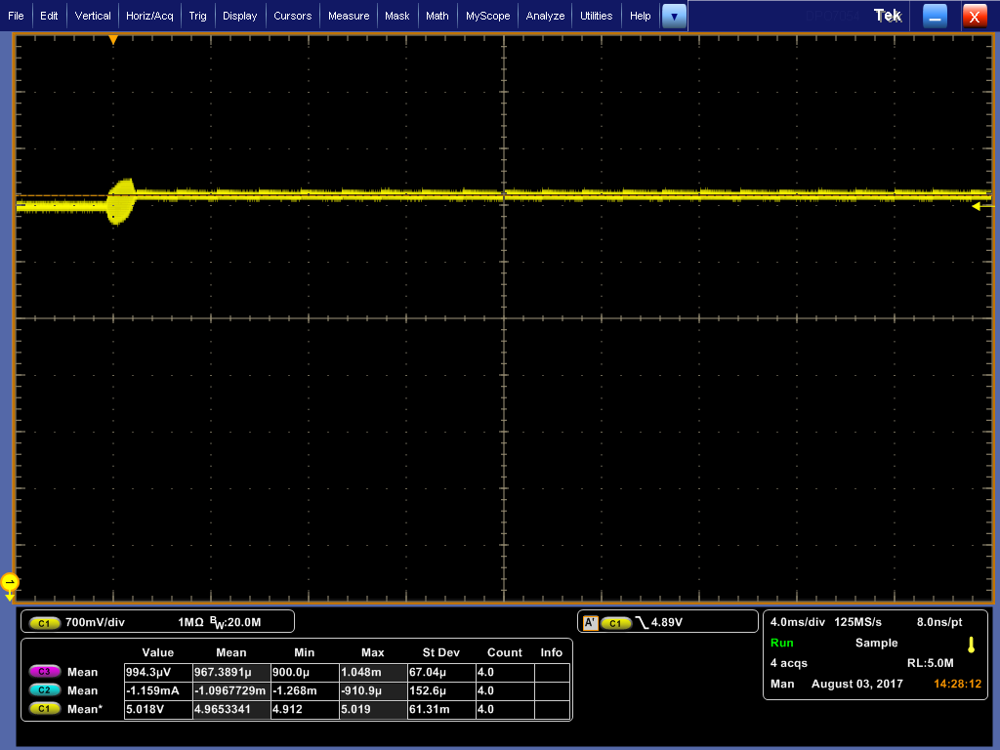 File Edit Vertical Horiz/Acq Trig Display Cursors Measure Mask Math MyScope Analyze Utilities Help Tek X
C1 700mV/div 1MΩ BW:20.0M
A' C1 4.89V
4.0ms/div 125MS/s 8.0ns/pt
Run Sample
4 acqs RL:5.0M
Man August 03, 2017 14:28:12
Value Mean Min Max St Dev Count Info
C3 Mean 994.3µV 967.3891µ 900.0µ 1.048m 67.04µ 4.0
C2 Mean -1.159mA -1.0967729m -1.268m -910.9µ 152.6µ 4.0
C1 Mean* 5.018V 4.9653341 4.912 5.019 61.31m 4.0